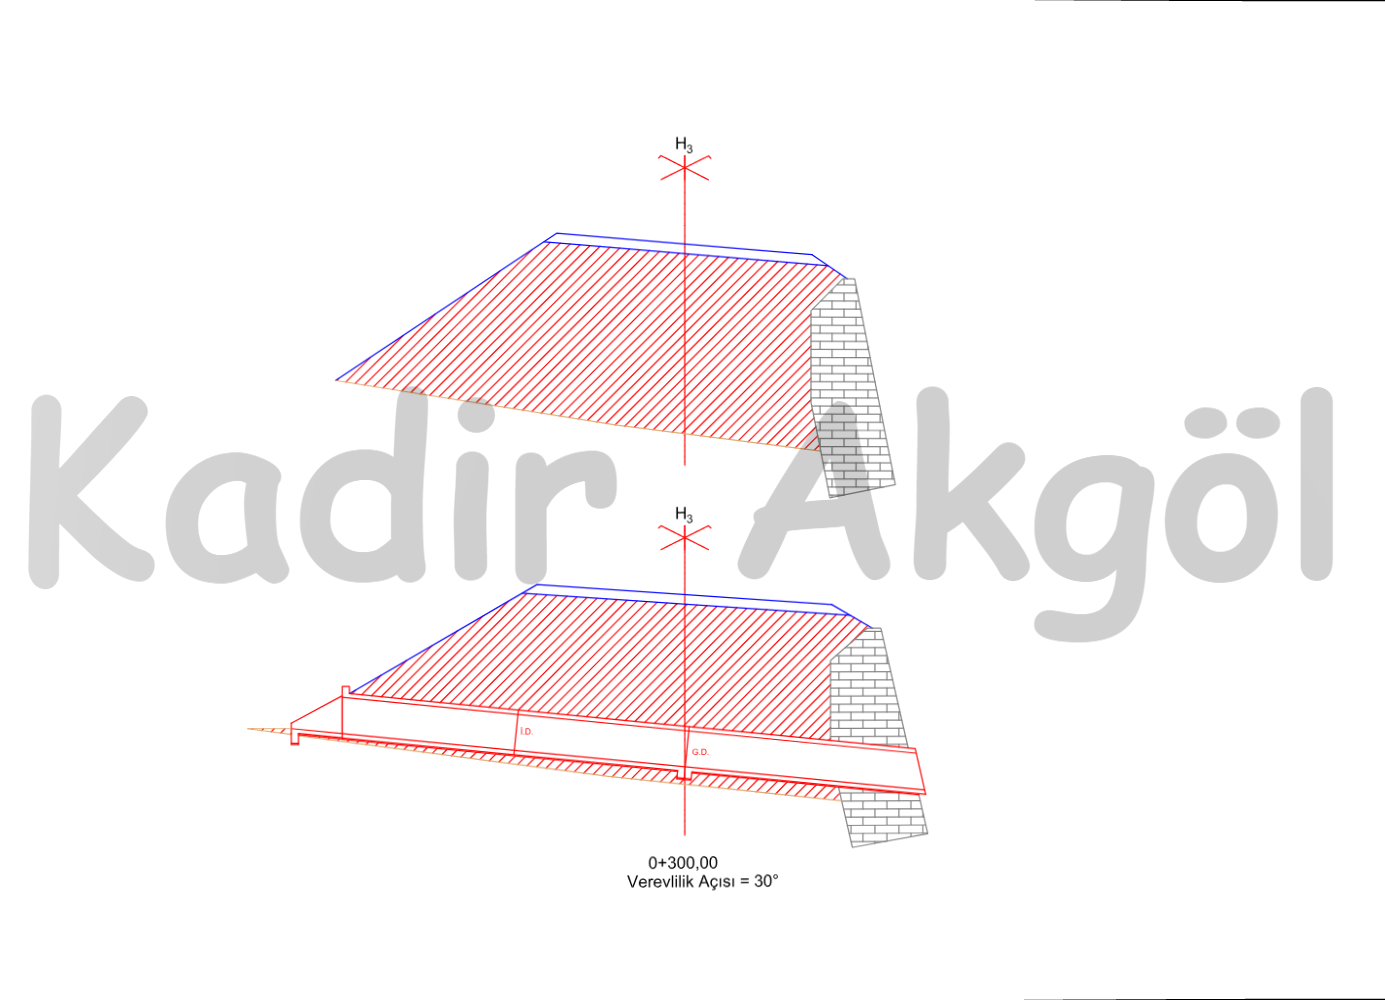 H3
Kadir Akgöl
H3
İ.D.
G.D.
0+300,00
Verevlilik Açısı = 30°